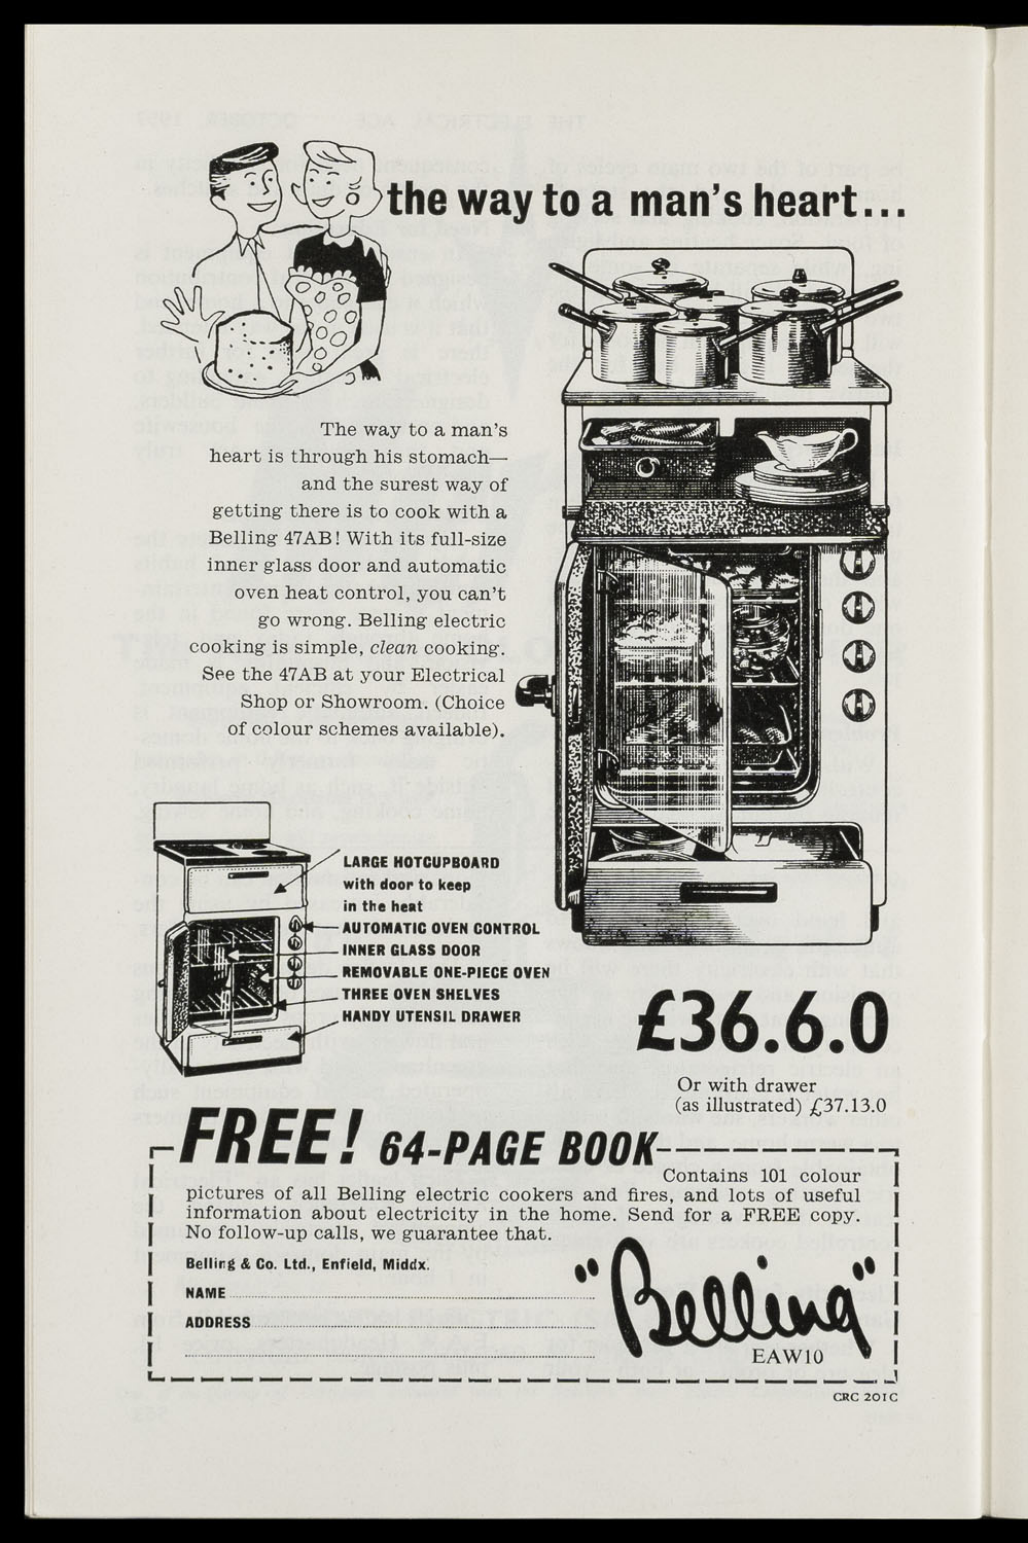 the way to a man's heart...
The way to a man's
heart is through his stomach—
and the surest way of
getting there is to cook with a
Belling 47AB! With its full-size
inner glass door and automatic
oven heat control, you can't
go wrong. Belling electric
cooking is simple, clean cooking.
See the 47AB at your Electrical
Shop or Showroom. (Choice
of colour schemes available).
LARGE HOTCUPBOARD
with door to keep
in the heat
AUTOMATIC OVEN CONTROL
INNER GLASS DOOR
REMOVABLE ONE-PIECE OVEN
THREE OVEN SHELVES
HANDY UTENSIL DRAWER
£36.6.0
Or with drawer
(as illustrated) £37.13.0
FREE! 64-PAGE BOOK
Contains 101 colour
pictures of all Belling electric cookers and fires, and lots of useful
information about electricity in the home. Send for a FREE copy.
No follow-up calls, we guarantee that.
Belling & Co. Ltd., Enfield, Middx.
NAME
ADDRESS
"Belling"
EAW10
CRC 201C